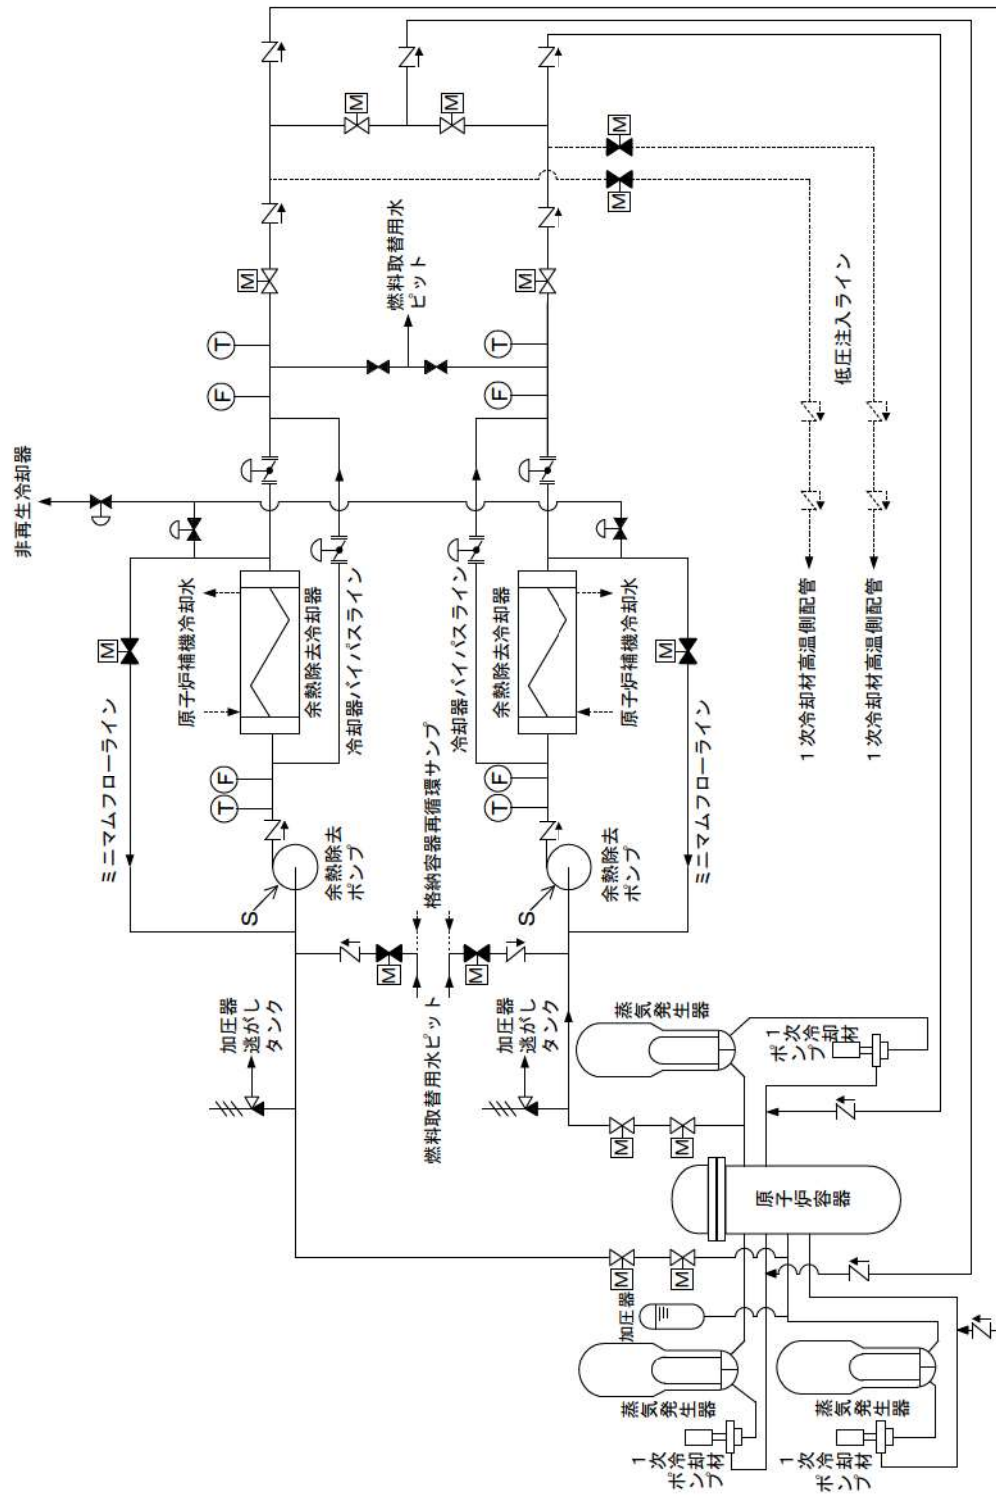 非再生冷却器
M
M
ミニマムフローライン
原子炉補機冷却水
余熱除去冷却器
冷却器バイパスライン
M
F
T
M
T
F
S
余熱除去
ポンプ
加圧器
逃がし
タンク
燃料取替用水
ピット
M
格納容器再循環サンプ
燃料取替用水ピット
M
冷却器バイパスライン
余熱除去冷却器
原子炉補機冷却水
M
ミニマムフローライン
F
T
M
T
F
S
余熱除去
ポンプ
加圧器
逃がし
タンク
M
M
低圧注入ライン
1次冷却材高温側配管
1次冷却材高温側配管
蒸気発生器
1次冷却材
ポンプ
M
M
原子炉容器
M
M
加圧器
蒸気発生器
1次冷却材
ポンプ
蒸気発生器
1次冷却材
ポンプ